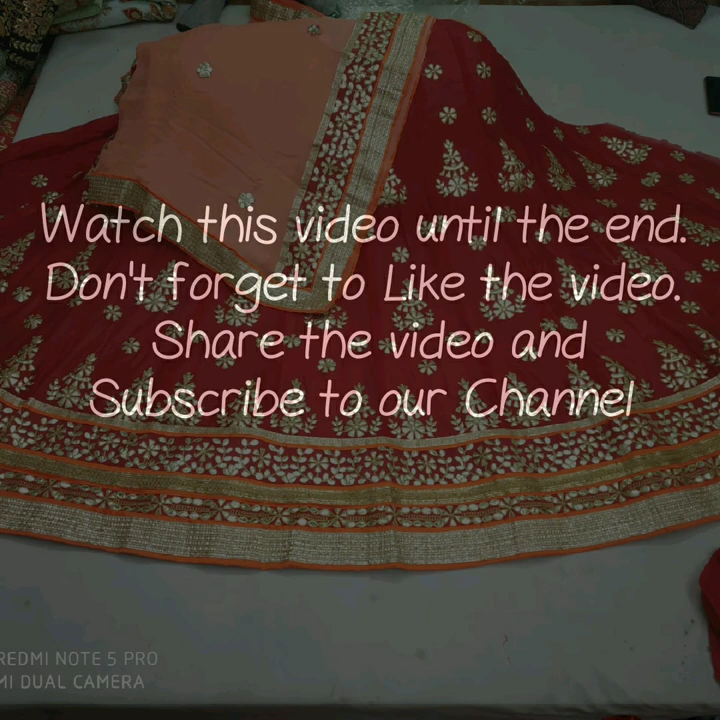 Watch this video until the end.
Don't forget to Like the video.
Share the video and
Subscribe to our Channel
REDMI NOTE 5 PRO
MI DUAL CAMERA